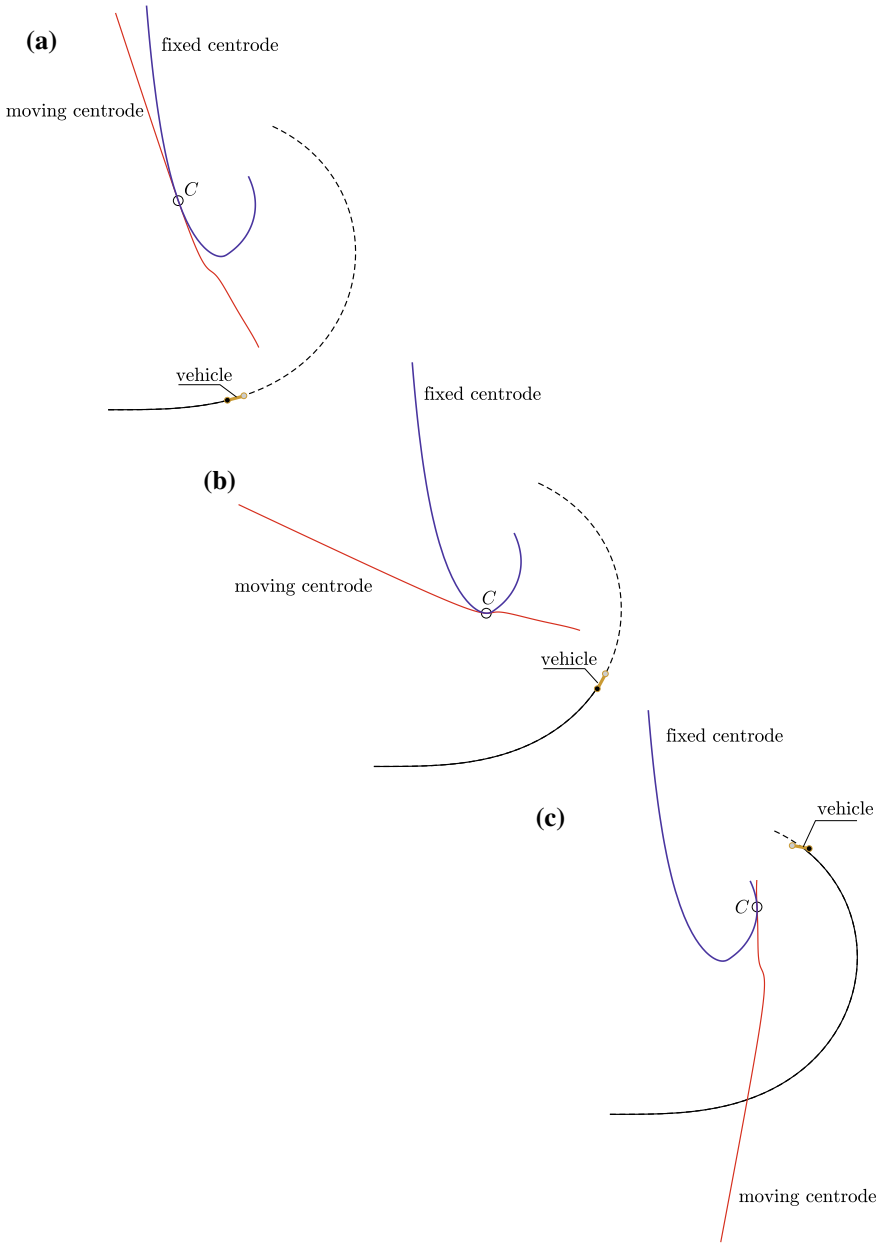 (a)
fixed centrode
moving centrode
C
vehicle
fixed centrode
(b)
moving centrode
C
vehicle
fixed centrode
(c)
vehicle
C
moving centrode